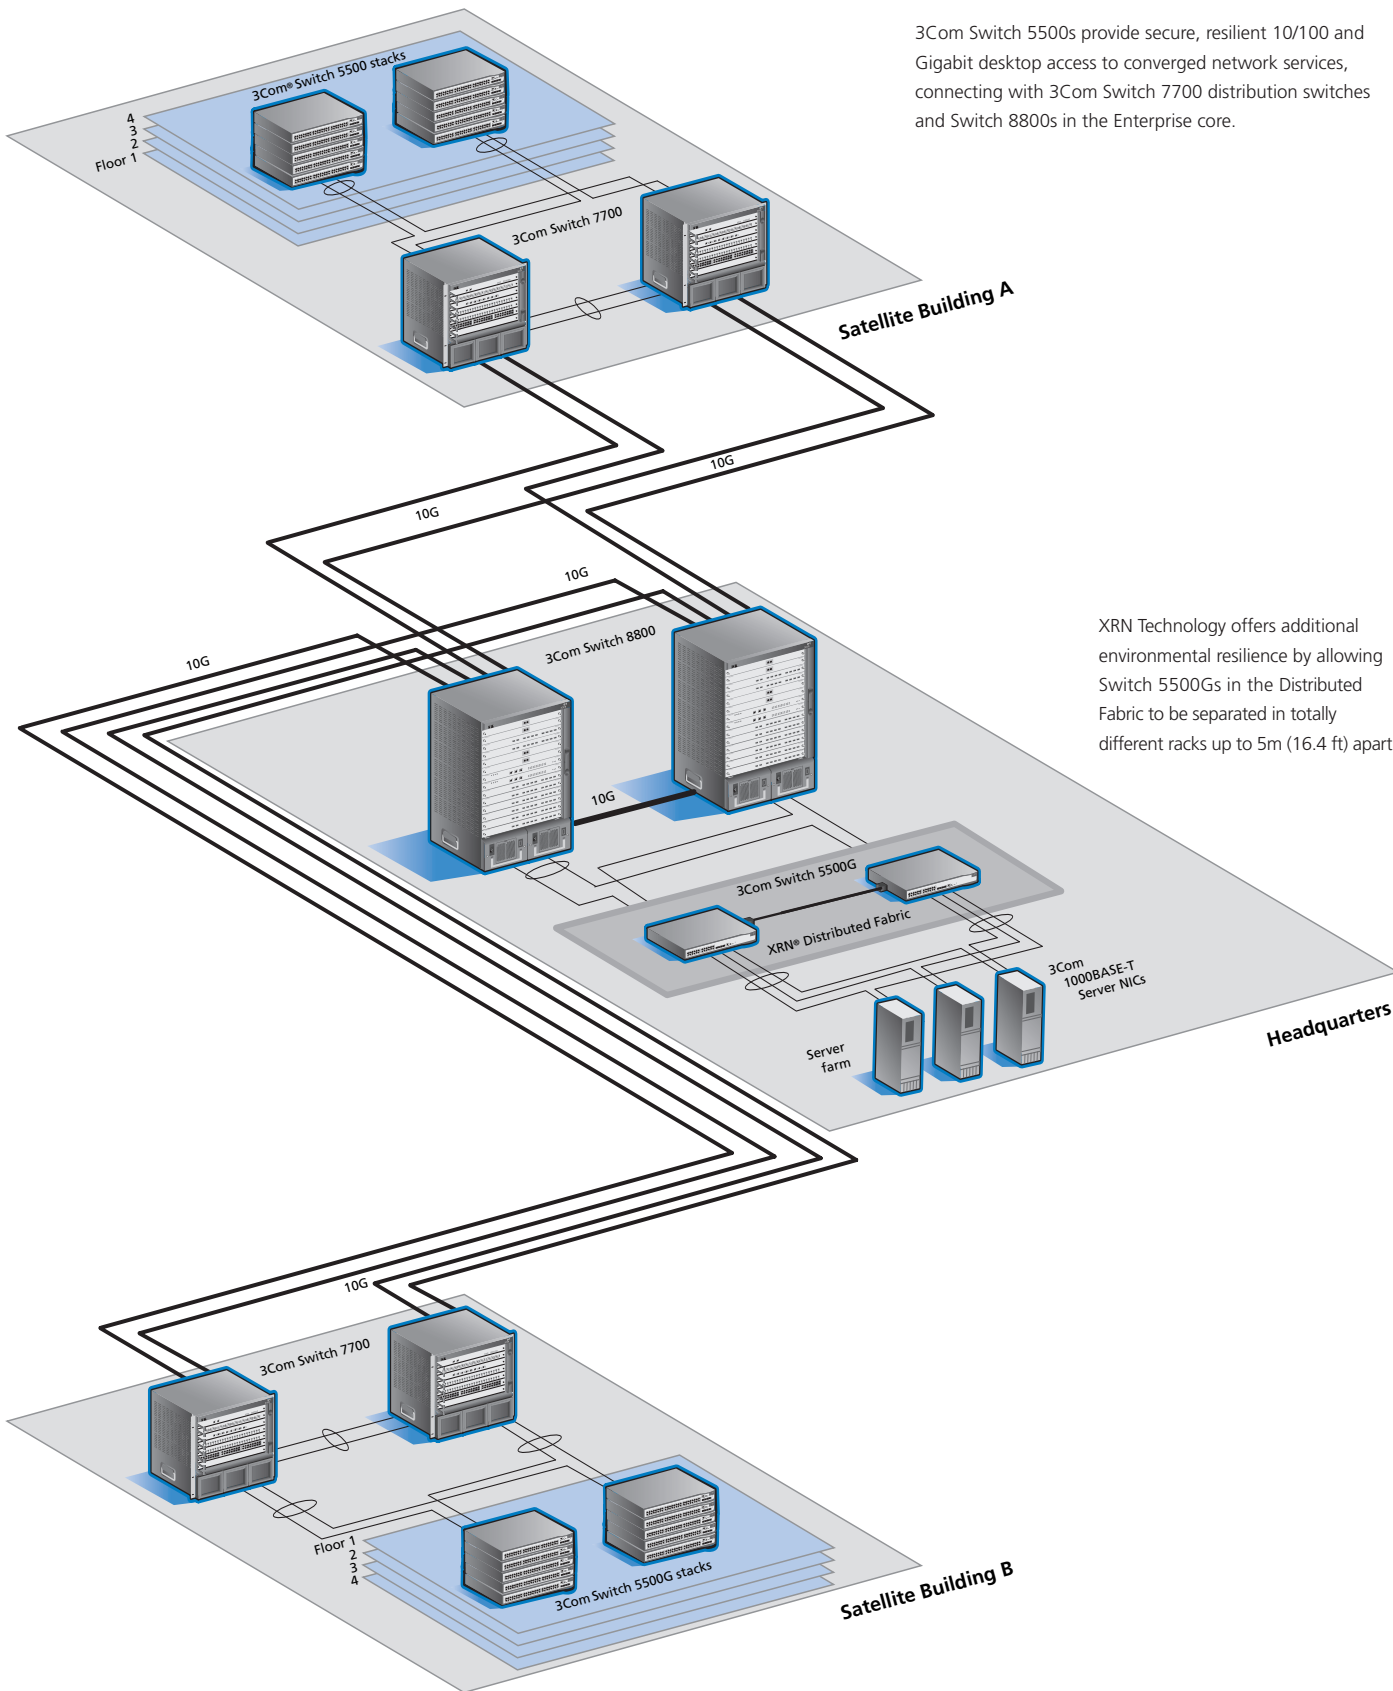 3Com Switch 5500s provide secure, resilient 10/100 and
Gigabit desktop access to converged network services,
connecting with 3Com Switch 7700 distribution switches
and Switch 8800s in the Enterprise core.
3Com® Switch 5500 stacks
4
3
2
Floor 1
3Com Switch 7700
Satellite Building A
10G
10G
10G
10G
3Com Switch 8800
XRN Technology offers additional
environmental resilience by allowing
Switch 5500Gs in the Distributed
Fabric to be separated in totally
different racks up to 5m (16.4 ft) apart
10G
3Com Switch 5500G
XRN® Distributed Fabric
3Com
1000BASE-T
Server NICs
Server
farm
Headquarters
10G
3Com Switch 7700
Floor 1
2
3
4
3Com Switch 5500G stacks
Satellite Building B